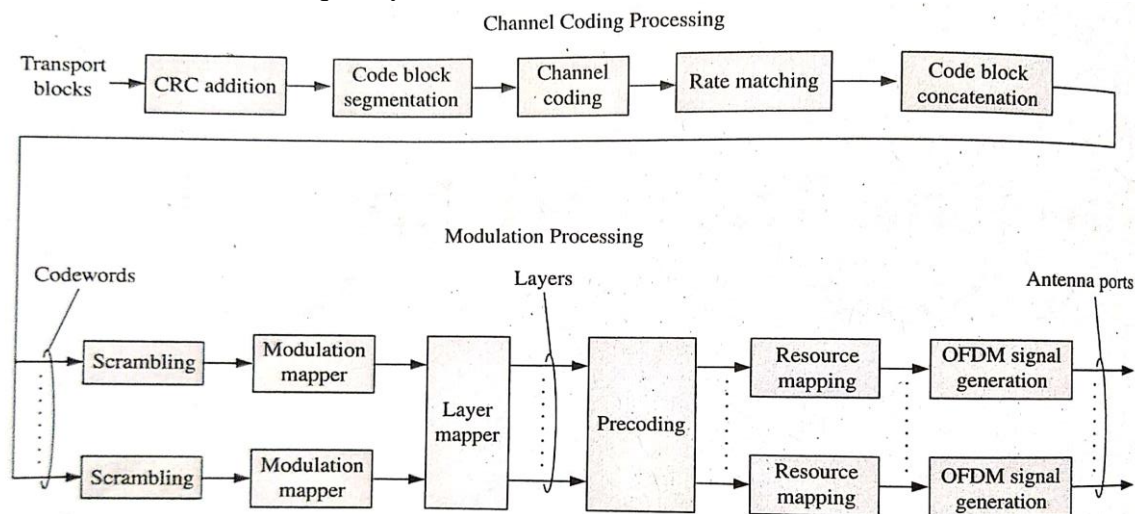 Channel Coding Processing
Transport
blocks
CRC addition
Code block
segmentation
Channel
coding
Rate matching
Code block
concatenation
Modulation Processing
Codewords
Layers
Antenna ports
Scrambling
Modulation
mapper
Layer
mapper
Precoding
Resource
mapping
OFDM signal
generation
Scrambling
Modulation
mapper
Resource
mapping
OFDM signal
generation